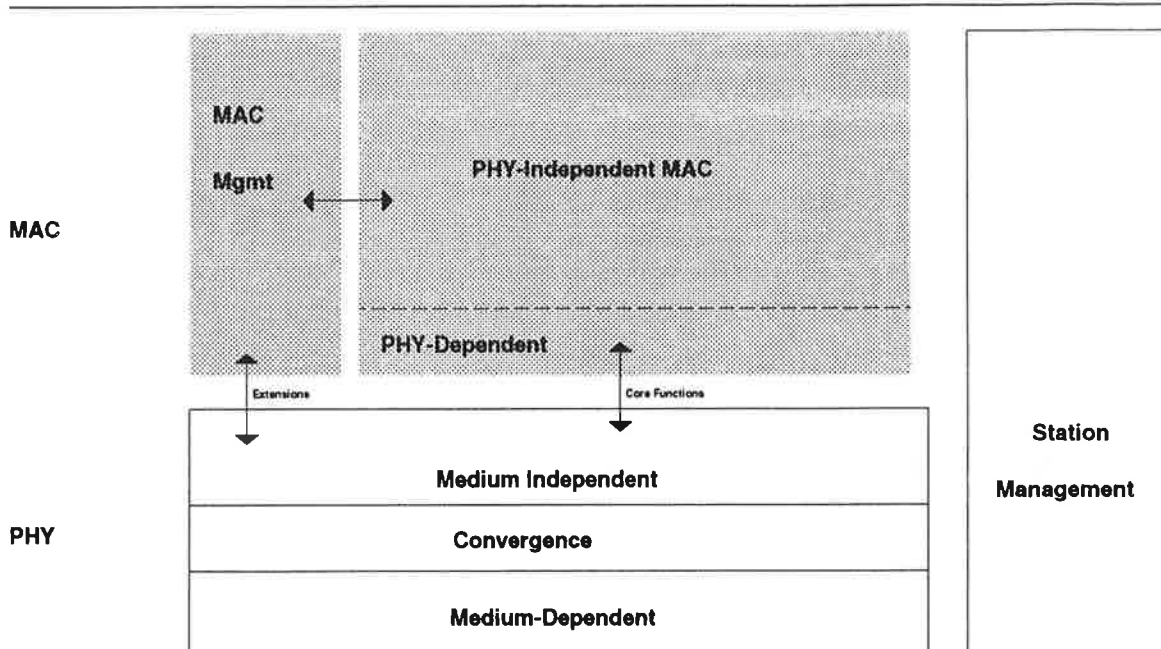 MAC
Mgmt
PHY-Independent MAC
MAC
PHY-Dependent
Extensions
Core Functions
Station
Management
Medium Independent
PHY
Convergence
Medium-Dependent